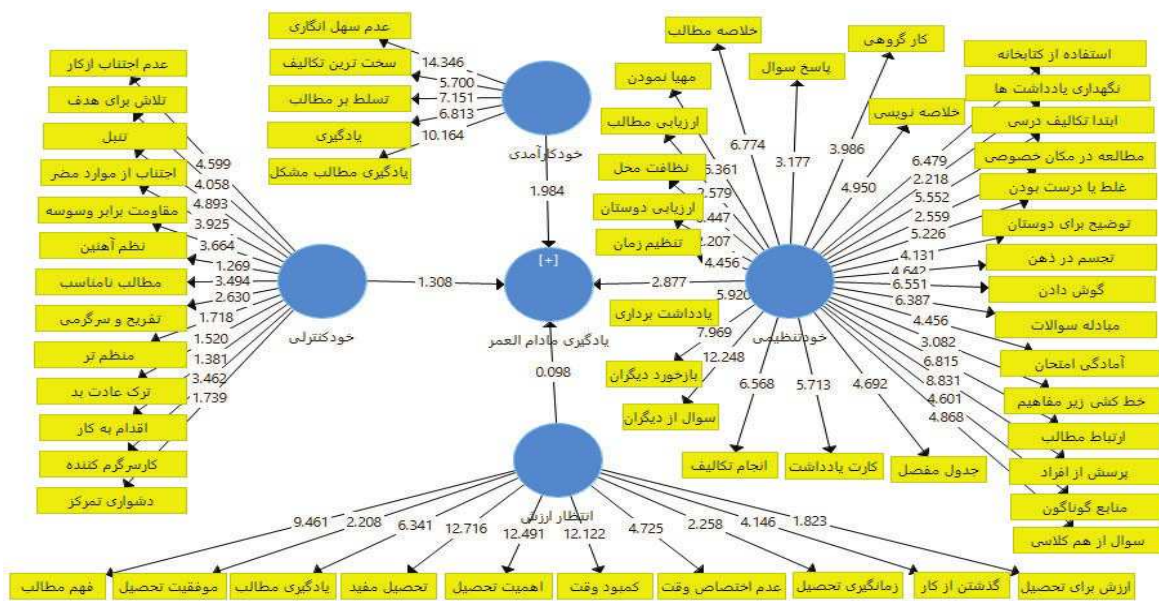 عدم سهل انگاری
سخت ترین تکالیف
تسلط بر مطالب
یادگیری
یادگیری مطالب مشکل
14.346
5.700
7.151
6.813
10.164
خودکارآمدی
1.984
عدم اجتناب ازکار
تلاش برای هدف
تنبل
اجتناب از موارد مضر
مقاومت برابر وسوسه
نظم آهنین
مطالب نامناسب
تفریح و سرگرمی
منظم تر
ترک عادت بد
اقدام به کار
کارسرگرم کننده
دشواری تمرکز
4.599
4.058
4.893
3.925
3.664
1.269
3.494
2.630
1.718
1.520
1.381
3.462
1.739
خودکنترلی
1.308
[+]
یادگیری مادام العمر
2.877
0.098
خلاصه مطالب
مهیا نمودن
ارزیابی مطالب
نظافت محل
ارزیابی دوستان
تنظیم زمان
پاسخ سوال
کار گروهی
خلاصه نویسی
6.774
3.177
3.986
4.950
4.456
خودتنظیمی
استفاده از کتابخانه
نگهداری یادداشت ها
ابتدا تکالیف درسی
مطالعه در مکان خصوصی
غلط یا درست بودن
توضیح برای دوستان
تجسم در ذهن
گوش دادن
مبادله سوالات
آمادگی امتحان
خط کشی زیر مفاهیم
ارتباط مطالب
پرسش از افراد
منابع گوناگون
سوال از هم کلاسی
6.479
2.218
5.552
2.559
5.226
4.131
4.642
6.551
6.387
4.456
3.082
6.815
8.831
4.601
4.868
5.920
7.969
12.248
6.568
5.713
4.692
یادداشت برداری
بازخورد دیگران
سوال از دیگران
انجام تکالیف
کارت یادداشت
جدول مفصل
انتظار ارزش
9.461
2.208
6.341
12.716
12.491
12.122
4.725
2.258
4.146
1.823
فهم مطالب
موفقیت تحصیل
یادگیری مطالب
تحصیل مفید
اهمیت تحصیل
کمبود وقت
عدم اختصاص وقت
زمانگیری تحصیل
گذشتن از کار
ارزش برای تحصیل